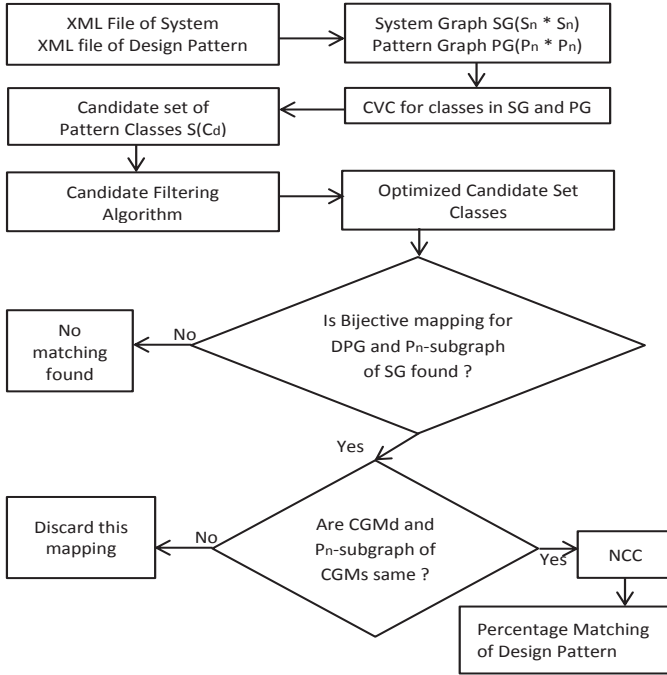 XML File of System
XML file of Design Pattern
System Graph SG(Sn * Sn)
Pattern Graph PG(Pn * Pn)
CVC for classes in SG and PG
Candidate set of
Pattern Classes S(Cd)
Candidate Filtering
Algorithm
Optimized Candidate Set
Classes
Is Bijective mapping for
DPG and Pn-subgraph
of SG found ?
No
No
matching
found
Yes
Are CGMd and
Pn-subgraph of
CGMs same ?
No
Discard this
mapping
Yes
NCC
Percentage Matching
of Design Pattern